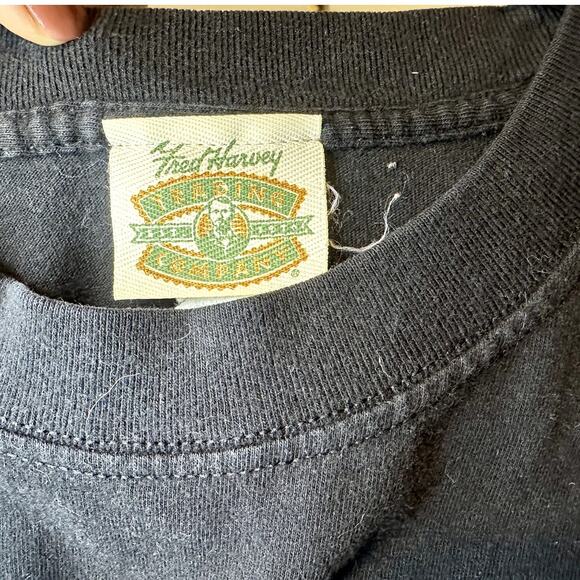 Fred Harvey
TRADING
COMPANY
®